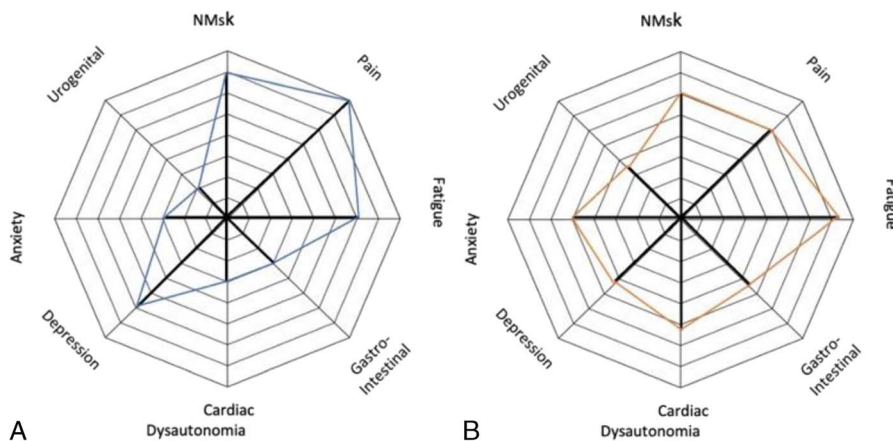 NMsk
Pain
Fatigue
Gastro-
Intestinal
Cardiac
Dysautonomia
Depression
Anxiety
Urogenital
A
NMsk
Pain
Fatigue
Gastro-
Intestinal
Cardiac
Dysautonomia
Depression
Anxiety
Urogenital
B